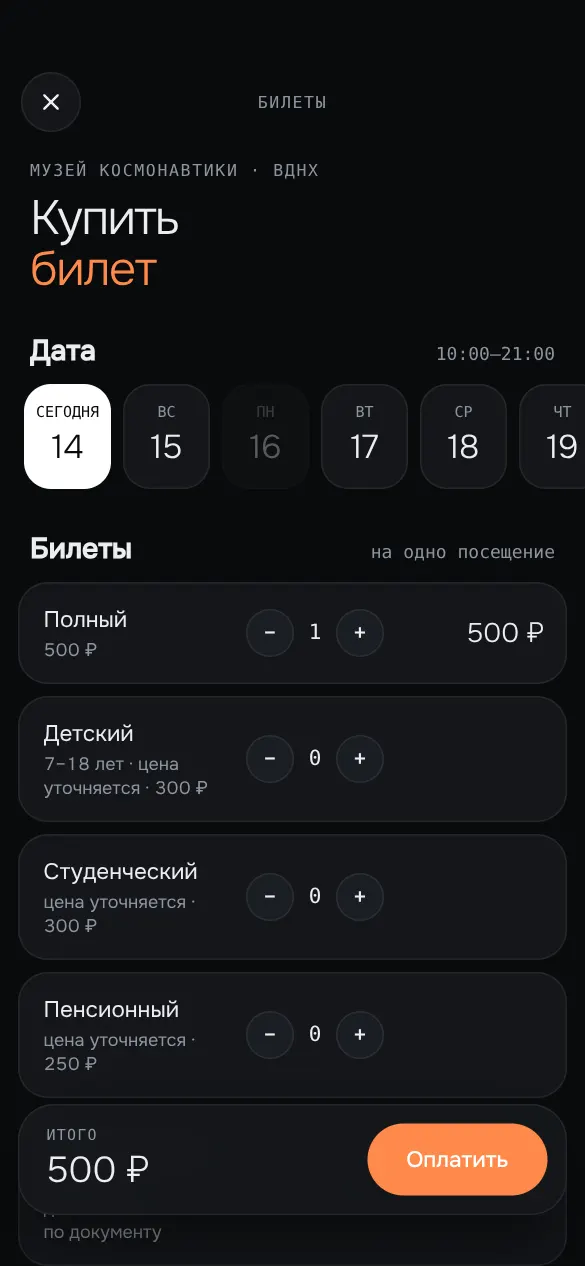 БИЛЕТЫ
МУЗЕЙ КОСМОНАВТИКИ · ВДНХ
Купить
билет
Дата
10:00–21:00
СЕГОДНЯ
14
ВС
15
ПН
16
ВТ
17
СР
18
ЧТ
19
Билеты
на одно посещение
Полный
500 ₽
− 1 +
500 ₽
Детский
7–18 лет · цена
уточняется · 300 ₽
− 0 +
Студенческий
цена уточняется ·
300 ₽
− 0 +
Пенсионный
цена уточняется ·
250 ₽
− 0 +
ИТОГО
500 ₽
Оплатить
по документу